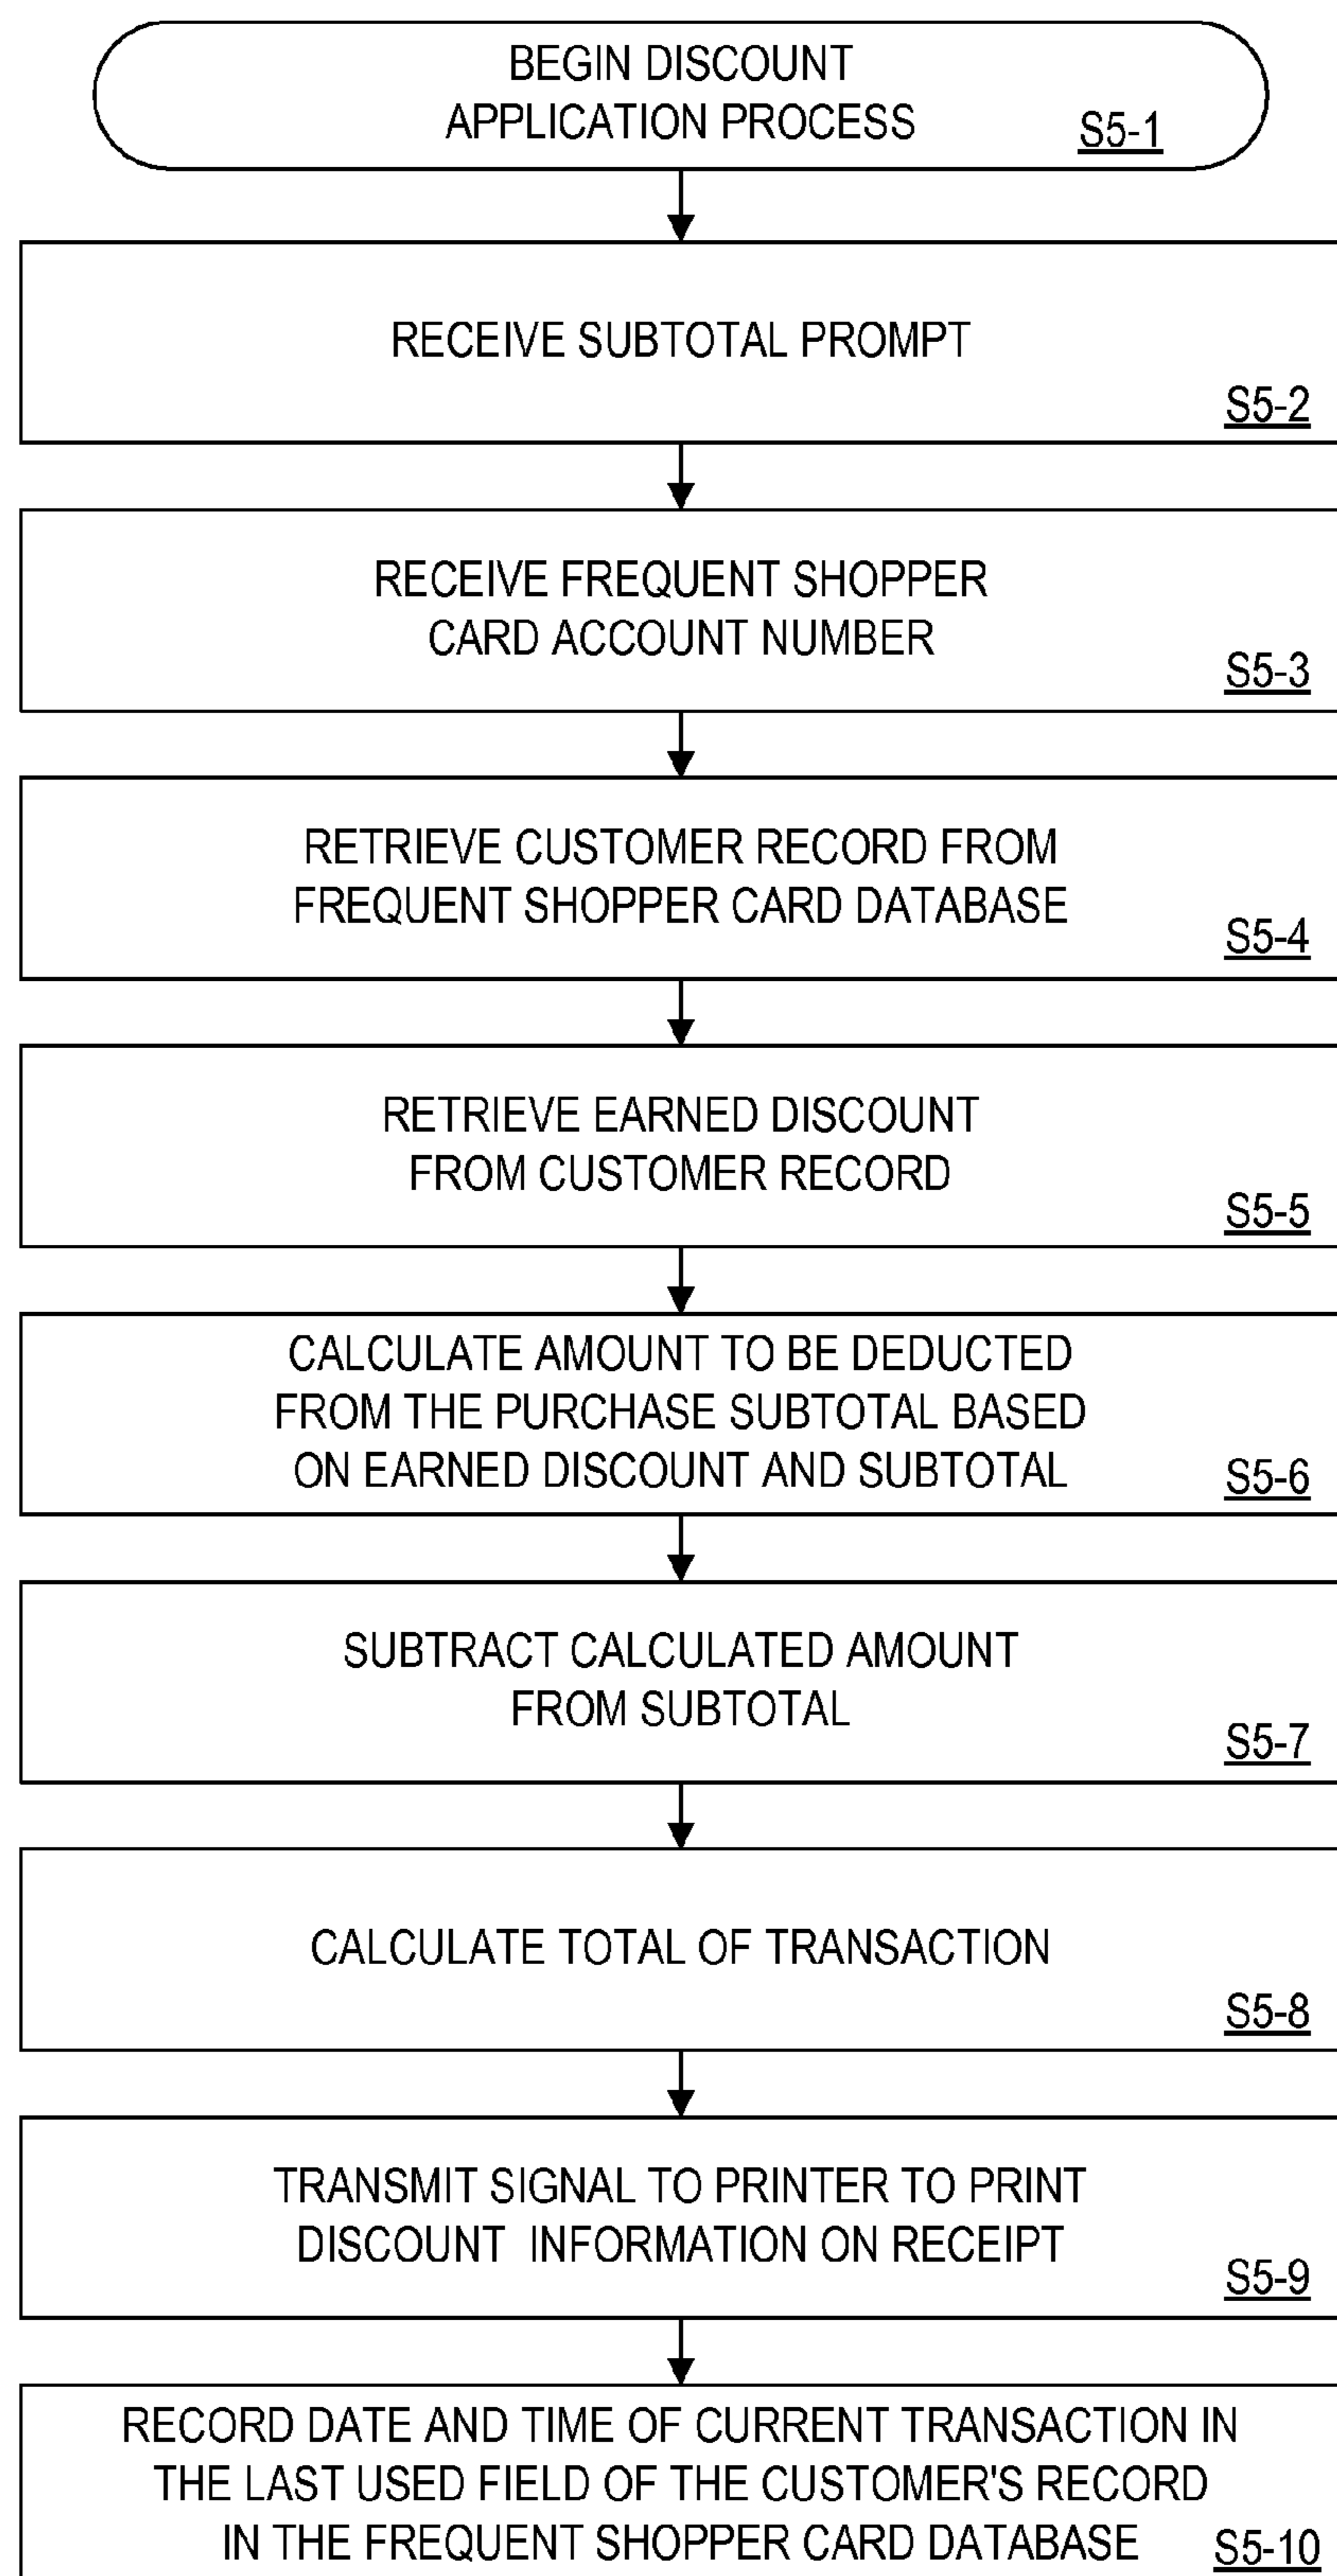 BEGIN DISCOUNT
APPLICATION PROCESS
S5-1
RECEIVE SUBTOTAL PROMPT
S5-2
RECEIVE FREQUENT SHOPPER
CARD ACCOUNT NUMBER
S5-3
RETRIEVE CUSTOMER RECORD FROM
FREQUENT SHOPPER CARD DATABASE
S5-4
RETRIEVE EARNED DISCOUNT
FROM CUSTOMER RECORD
S5-5
CALCULATE AMOUNT TO BE DEDUCTED
FROM THE PURCHASE SUBTOTAL BASED
ON EARNED DISCOUNT AND SUBTOTAL
S5-6
SUBTRACT CALCULATED AMOUNT
FROM SUBTOTAL
S5-7
CALCULATE TOTAL OF TRANSACTION
S5-8
TRANSMIT SIGNAL TO PRINTER TO PRINT
DISCOUNT INFORMATION ON RECEIPT
S5-9
RECORD DATE AND TIME OF CURRENT TRANSACTION IN
THE LAST USED FIELD OF THE CUSTOMER'S RECORD
IN THE FREQUENT SHOPPER CARD DATABASE
S5-10